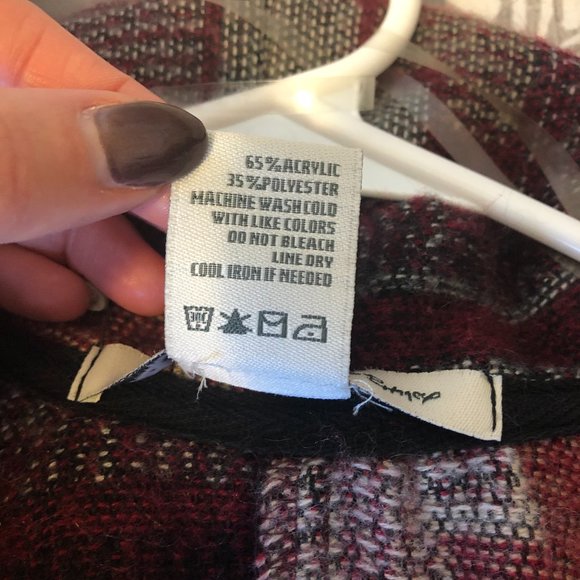 65%ACRYLIC
35%POLYESTER
MACHINE WASH COLD
WITH LIKE COLORS
DO NOT BLEACH
LINE DRY
COOL IRON IF NEEDED
30C